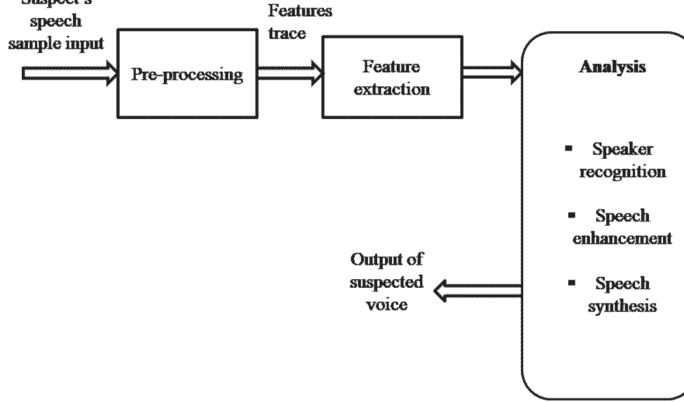 Suspect's
speech
sample input
Pre-processing
Features
trace
Feature
extraction
Analysis
▪ Speaker
recognition
▪ Speech
enhancement
▪ Speech
synthesis
Output of
suspected
voice